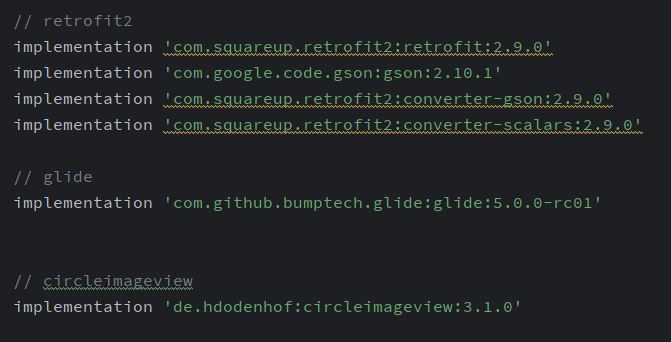 // retrofit2
implementation 'com.squareup.retrofit2:retrofit:2.9.0'
implementation 'com.google.code.gson:gson:2.10.1'
implementation 'com.squareup.retrofit2:converter-gson:2.9.0'
implementation 'com.squareup.retrofit2:converter-scalars:2.9.0'
// glide
implementation 'com.github.bumptech.glide:glide:5.0.0-rc01'
// circleimageview
implementation 'de.hdodenhof:circleimageview:3.1.0'